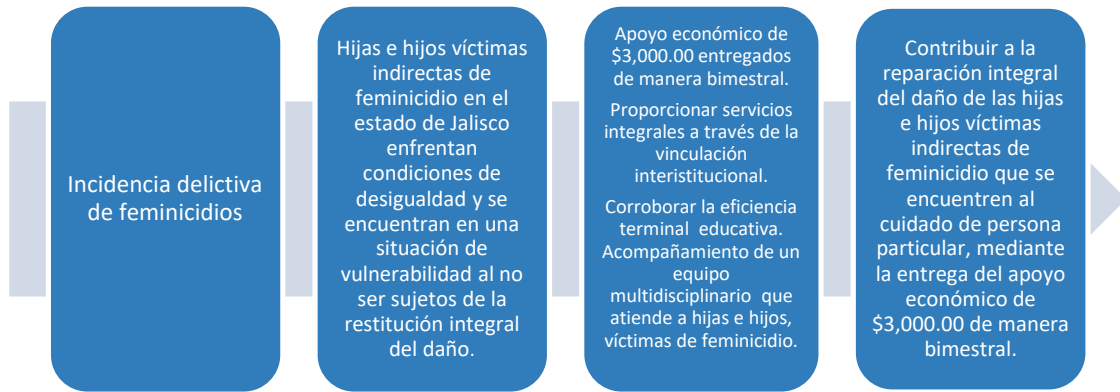 Incidencia delictiva
de feminicidios
Hijas e hijos víctimas
indirectas de
feminicidio en el
estado de Jalisco
enfrentan
condiciones de
desigualdad y se
encuentran en una
situación de
vulnerabilidad al no
ser sujetos de la
restitución integral
del daño.
Apoyo económico de
$3,000.00 entregados
de manera bimestral.
Proporcionar servicios
integrales a través de la
vinculación
interistitucional.
Corroborar la eficiencia
terminal educativa.
Acompañamiento de un
equipo
multidisciplinario que
atiende a hijas e hijos,
víctimas de feminicidio.
Contribuir a la
reparación integral
del daño de las hijas
e hijos víctimas
indirectas de
feminicidio que se
encuentren al
cuidado de persona
particular, mediante
la entrega del apoyo
económico de
$3,000.00 de manera
bimestral.